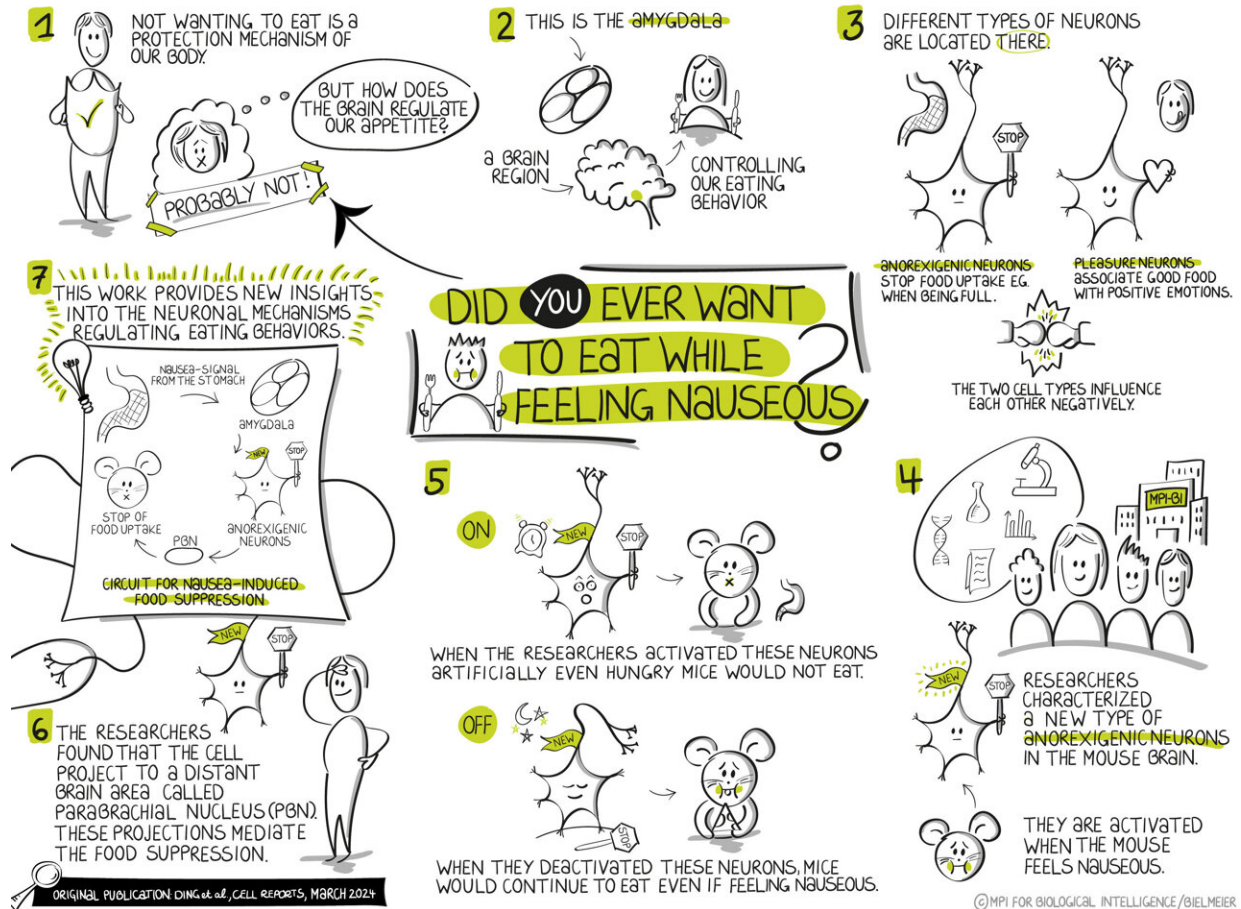 DID YOU EVER WANT
TO EAT WHILE
FEELING NAUSEOUS?
PROBABLY NOT!
1
NOT WANTING TO EAT IS A
PROTECTION MECHANISM OF
OUR BODY.
BUT HOW DOES
THE BRAIN REGULATE
OUR APPETITE?
2
THIS IS THE AMYGDALA
A BRAIN
REGION
CONTROLLING
OUR EATING
BEHAVIOR
3
DIFFERENT TYPES OF NEURONS
ARE LOCATED THERE.
STOP
ANOREXIGENIC NEURONS
STOP FOOD UPTAKE EG.
WHEN BEING FULL.
PLEASURE NEURONS
ASSOCIATE GOOD FOOD
WITH POSITIVE EMOTIONS.
THE TWO CELL TYPES INFLUENCE
EACH OTHER NEGATIVELY.
4
MPI-BI
NEW
STOP
RESEARCHERS
CHARACTERIZED
A NEW TYPE OF
ANOREXIGENIC NEURONS
IN THE MOUSE BRAIN.
THEY ARE ACTIVATED
WHEN THE MOUSE
FEELS NAUSEOUS.
5
ON
NEW
STOP
WHEN THE RESEARCHERS ACTIVATED THESE NEURONS
ARTIFICIALLY EVEN HUNGRY MICE WOULD NOT EAT.
OFF
NEW
STOP
WHEN THEY DEACTIVATED THESE NEURONS, MICE
WOULD CONTINUE TO EAT EVEN IF FEELING NAUSEOUS.
6
NEW
STOP
THE RESEARCHERS
FOUND THAT THE CELL
PROJECT TO A DISTANT
BRAIN AREA CALLED
PARABRACHIAL NUCLEUS (PBN).
THESE PROJECTIONS MEDIATE
THE FOOD SUPPRESSION.
7
THIS WORK PROVIDES NEW INSIGHTS
INTO THE NEURONAL MECHANISMS
REGULATING EATING BEHAVIORS.
NAUSEA-SIGNAL
FROM THE STOMACH
AMYGDALA
NEW
STOP
ANOREXIGENIC
NEURONS
PBN
STOP OF
FOOD UPTAKE
CIRCUIT FOR NAUSEA-INDUCED
FOOD SUPPRESSION
ORIGINAL PUBLICATION: DING et al., CELL REPORTS, MARCH 2024
©MPI FOR BIOLOGICAL INTELLIGENCE/BIELMEIER